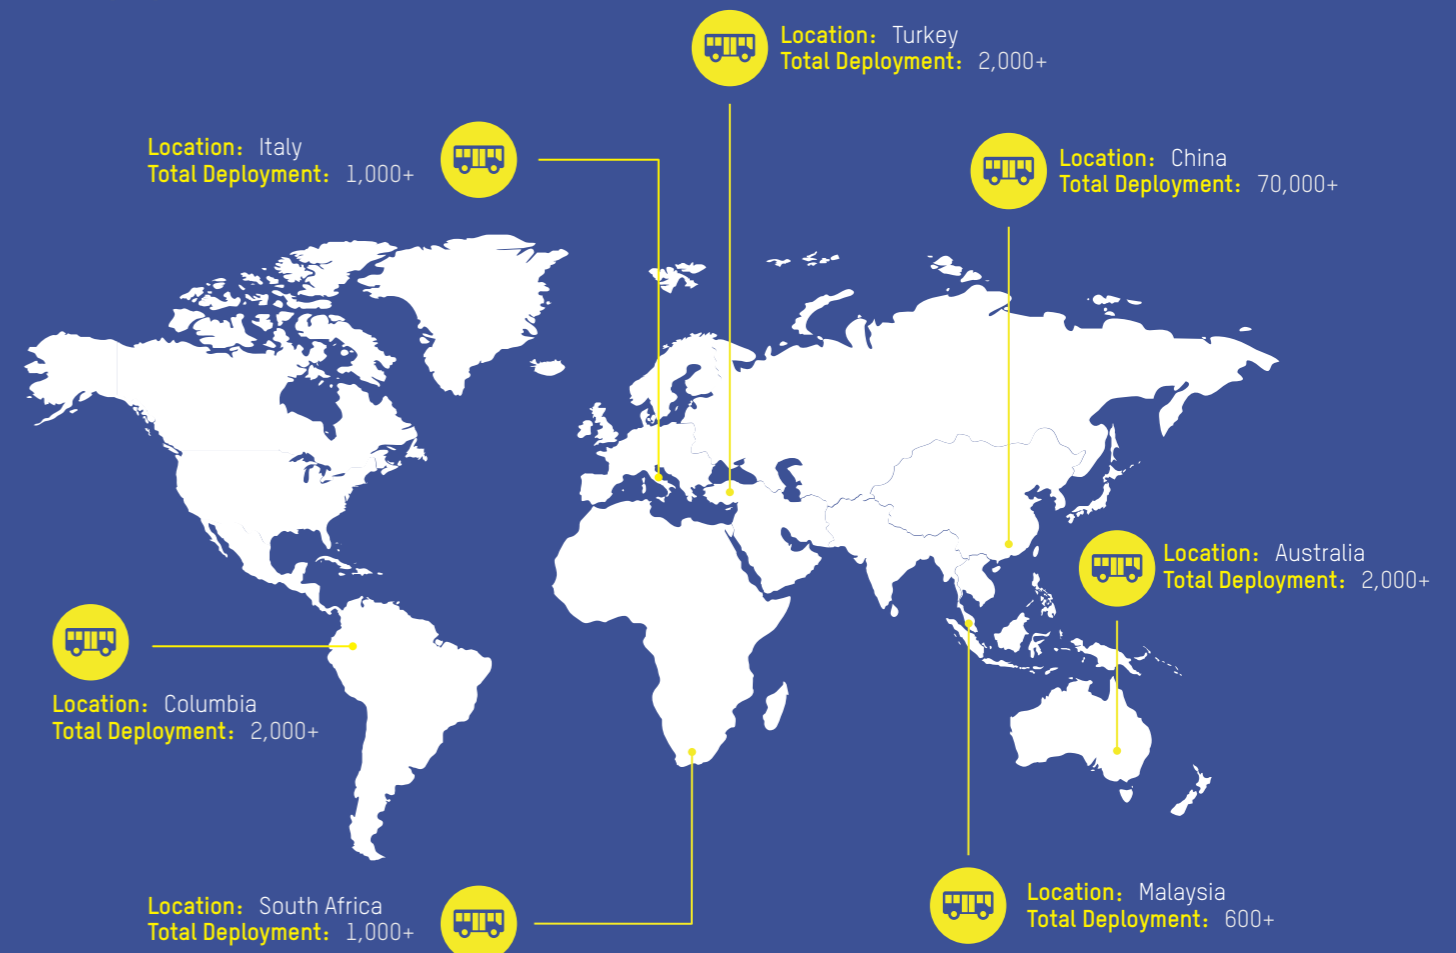 Location: Turkey
Total Deployment: 2,000+
Location: Italy
Total Deployment: 1,000+
Location: China
Total Deployment: 70,000+
Location: Australia
Total Deployment: 2,000+
Location: Columbia
Total Deployment: 2,000+
Location: South Africa
Total Deployment: 1,000+
Location: Malaysia
Total Deployment: 600+